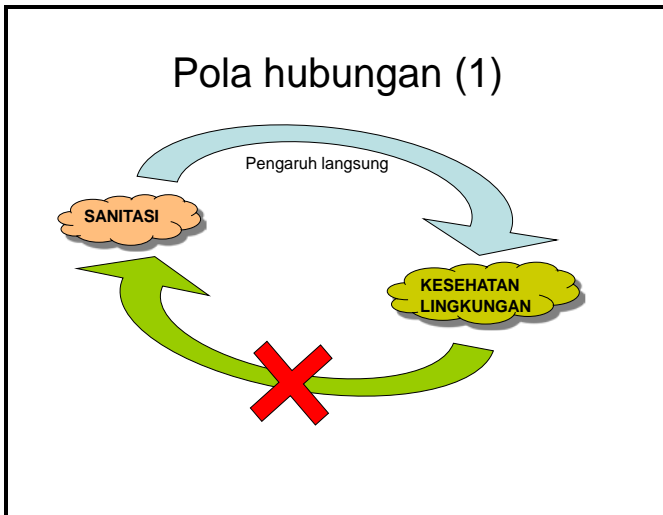 Pola hubungan (1)
Pengaruh langsung
SANITASI
KESEHATAN
LINGKUNGAN